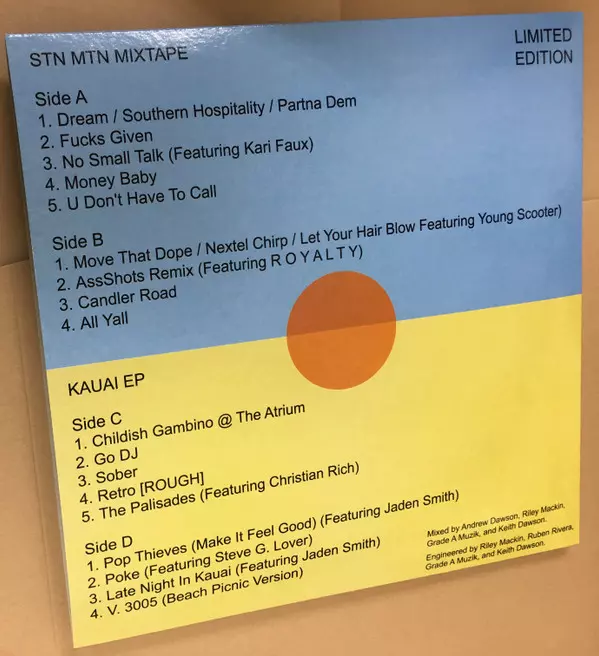 STN MTN MIXTAPE
LIMITED
EDITION
Side A
1. Dream / Southern Hospitality / Partna Dem
2. Fucks Given
3. No Small Talk (Featuring Kari Faux)
4. Money Baby
5. U Don't Have To Call
Side B
1. Move That Dope / Nextel Chirp / Let Your Hair Blow Featuring Young Scooter)
2. AssShots Remix (Featuring R O Y A L T Y)
3. Candler Road
4. All Yall
KAUAI EP
Side C
1. Childish Gambino @ The Atrium
2. Go DJ
3. Sober
4. Retro [ROUGH]
5. The Palisades (Featuring Christian Rich)
Side D
1. Pop Thieves (Make It Feel Good) (Featuring Jaden Smith)
2. Poke (Featuring Steve G. Lover)
3. Late Night In Kauai (Featuring Jaden Smith)
4. V. 3005 (Beach Picnic Version)
Mixed by Andrew Dawson, Riley Mackin,
Grade A Muzik, and Keith Dawson.
Engineered by Riley Mackin, Ruben Rivera,
Grade A Muzik, and Keith Dawson.